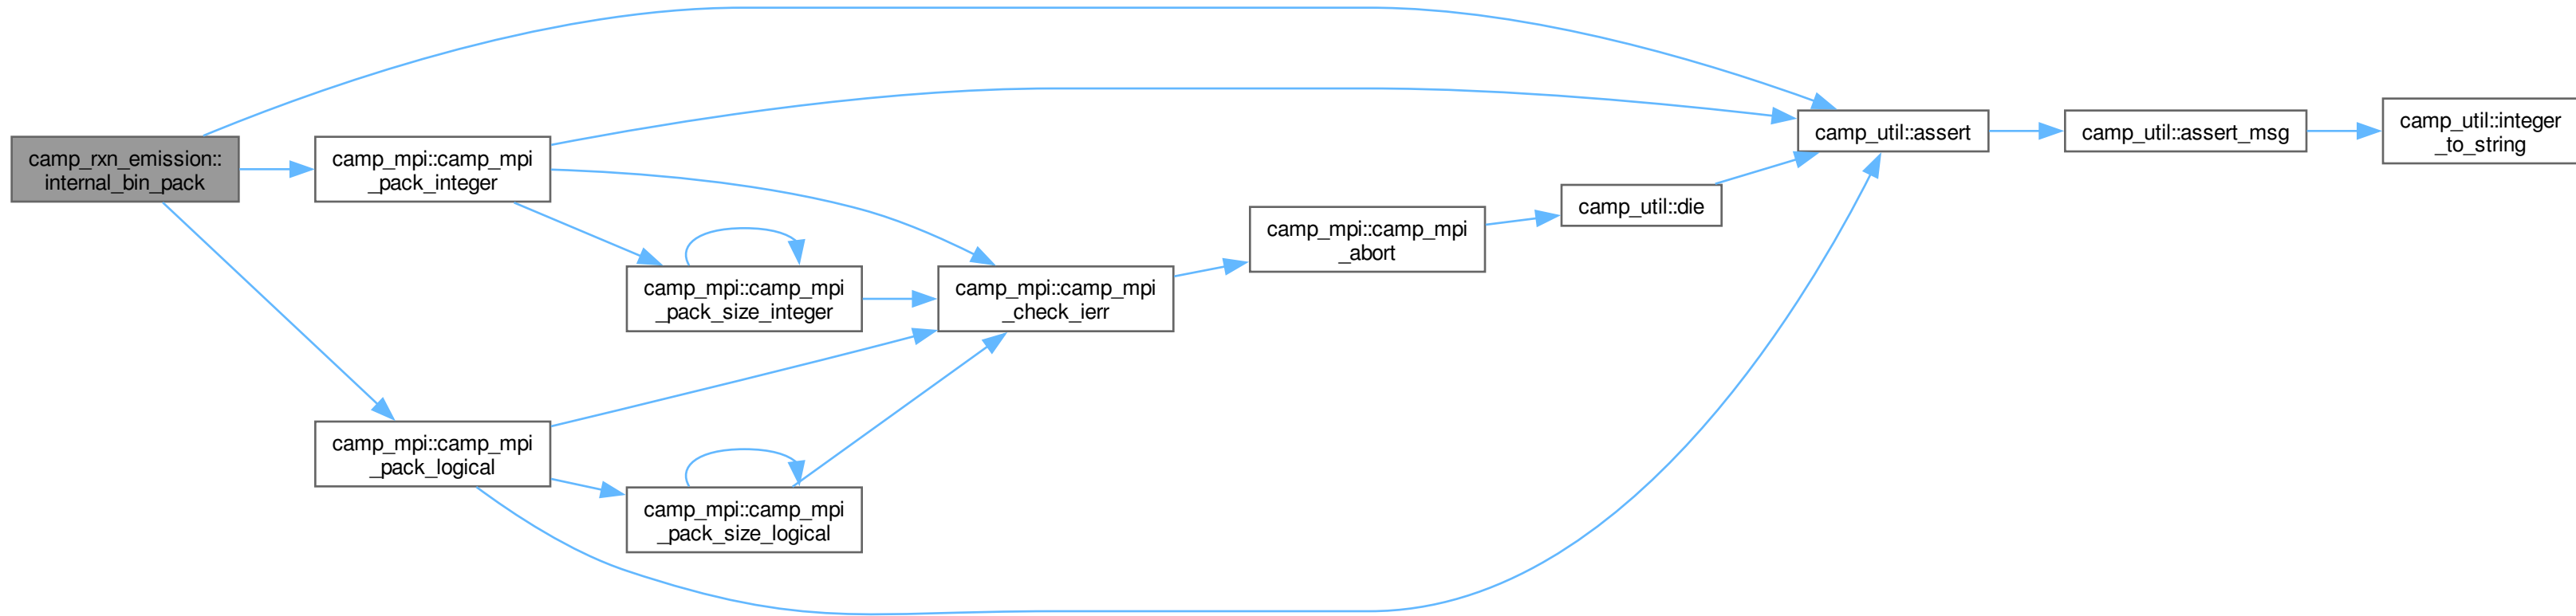 camp_rxn_emission::
internal_bin_pack
camp_mpi::camp_mpi
_pack_integer
camp_mpi::camp_mpi
_pack_size_integer
camp_mpi::camp_mpi
_check_ierr
camp_mpi::camp_mpi
_abort
camp_util::die
camp_util::assert
camp_util::assert_msg
camp_util::integer
_to_string
camp_mpi::camp_mpi
_pack_logical
camp_mpi::camp_mpi
_pack_size_logical